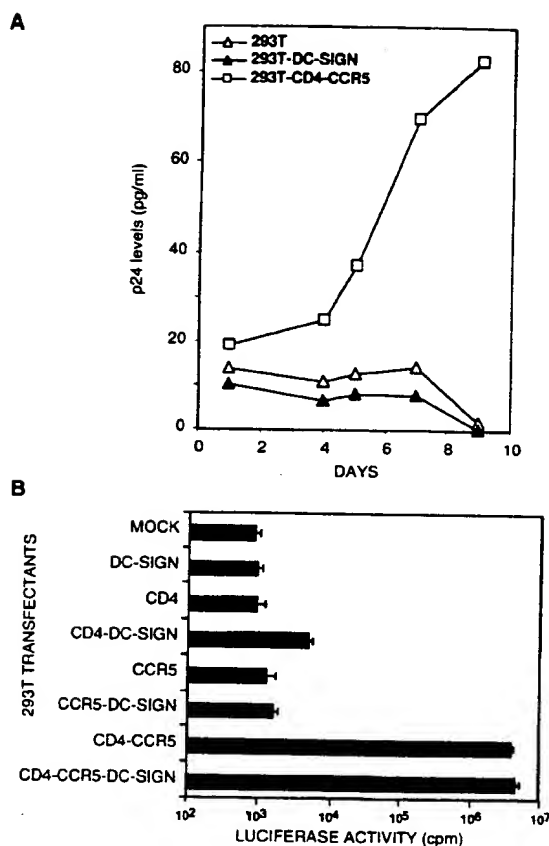 A
293T
293T-DC-SIGN
293T-CD4-CCR5
80
60
40
20
0
p24 levels (pg/ml)
0 2 4 6 8 10
DAYS
B
293T TRANSFECTANTS
MOCK
DC-SIGN
CD4
CD4-DC-SIGN
CCR5
CCR5-DC-SIGN
CD4-CCR5
CD4-CCR5-DC-SIGN
10² 10³ 10⁴ 10⁵ 10⁶ 10⁷
LUCIFERASE ACTIVITY (cpm)